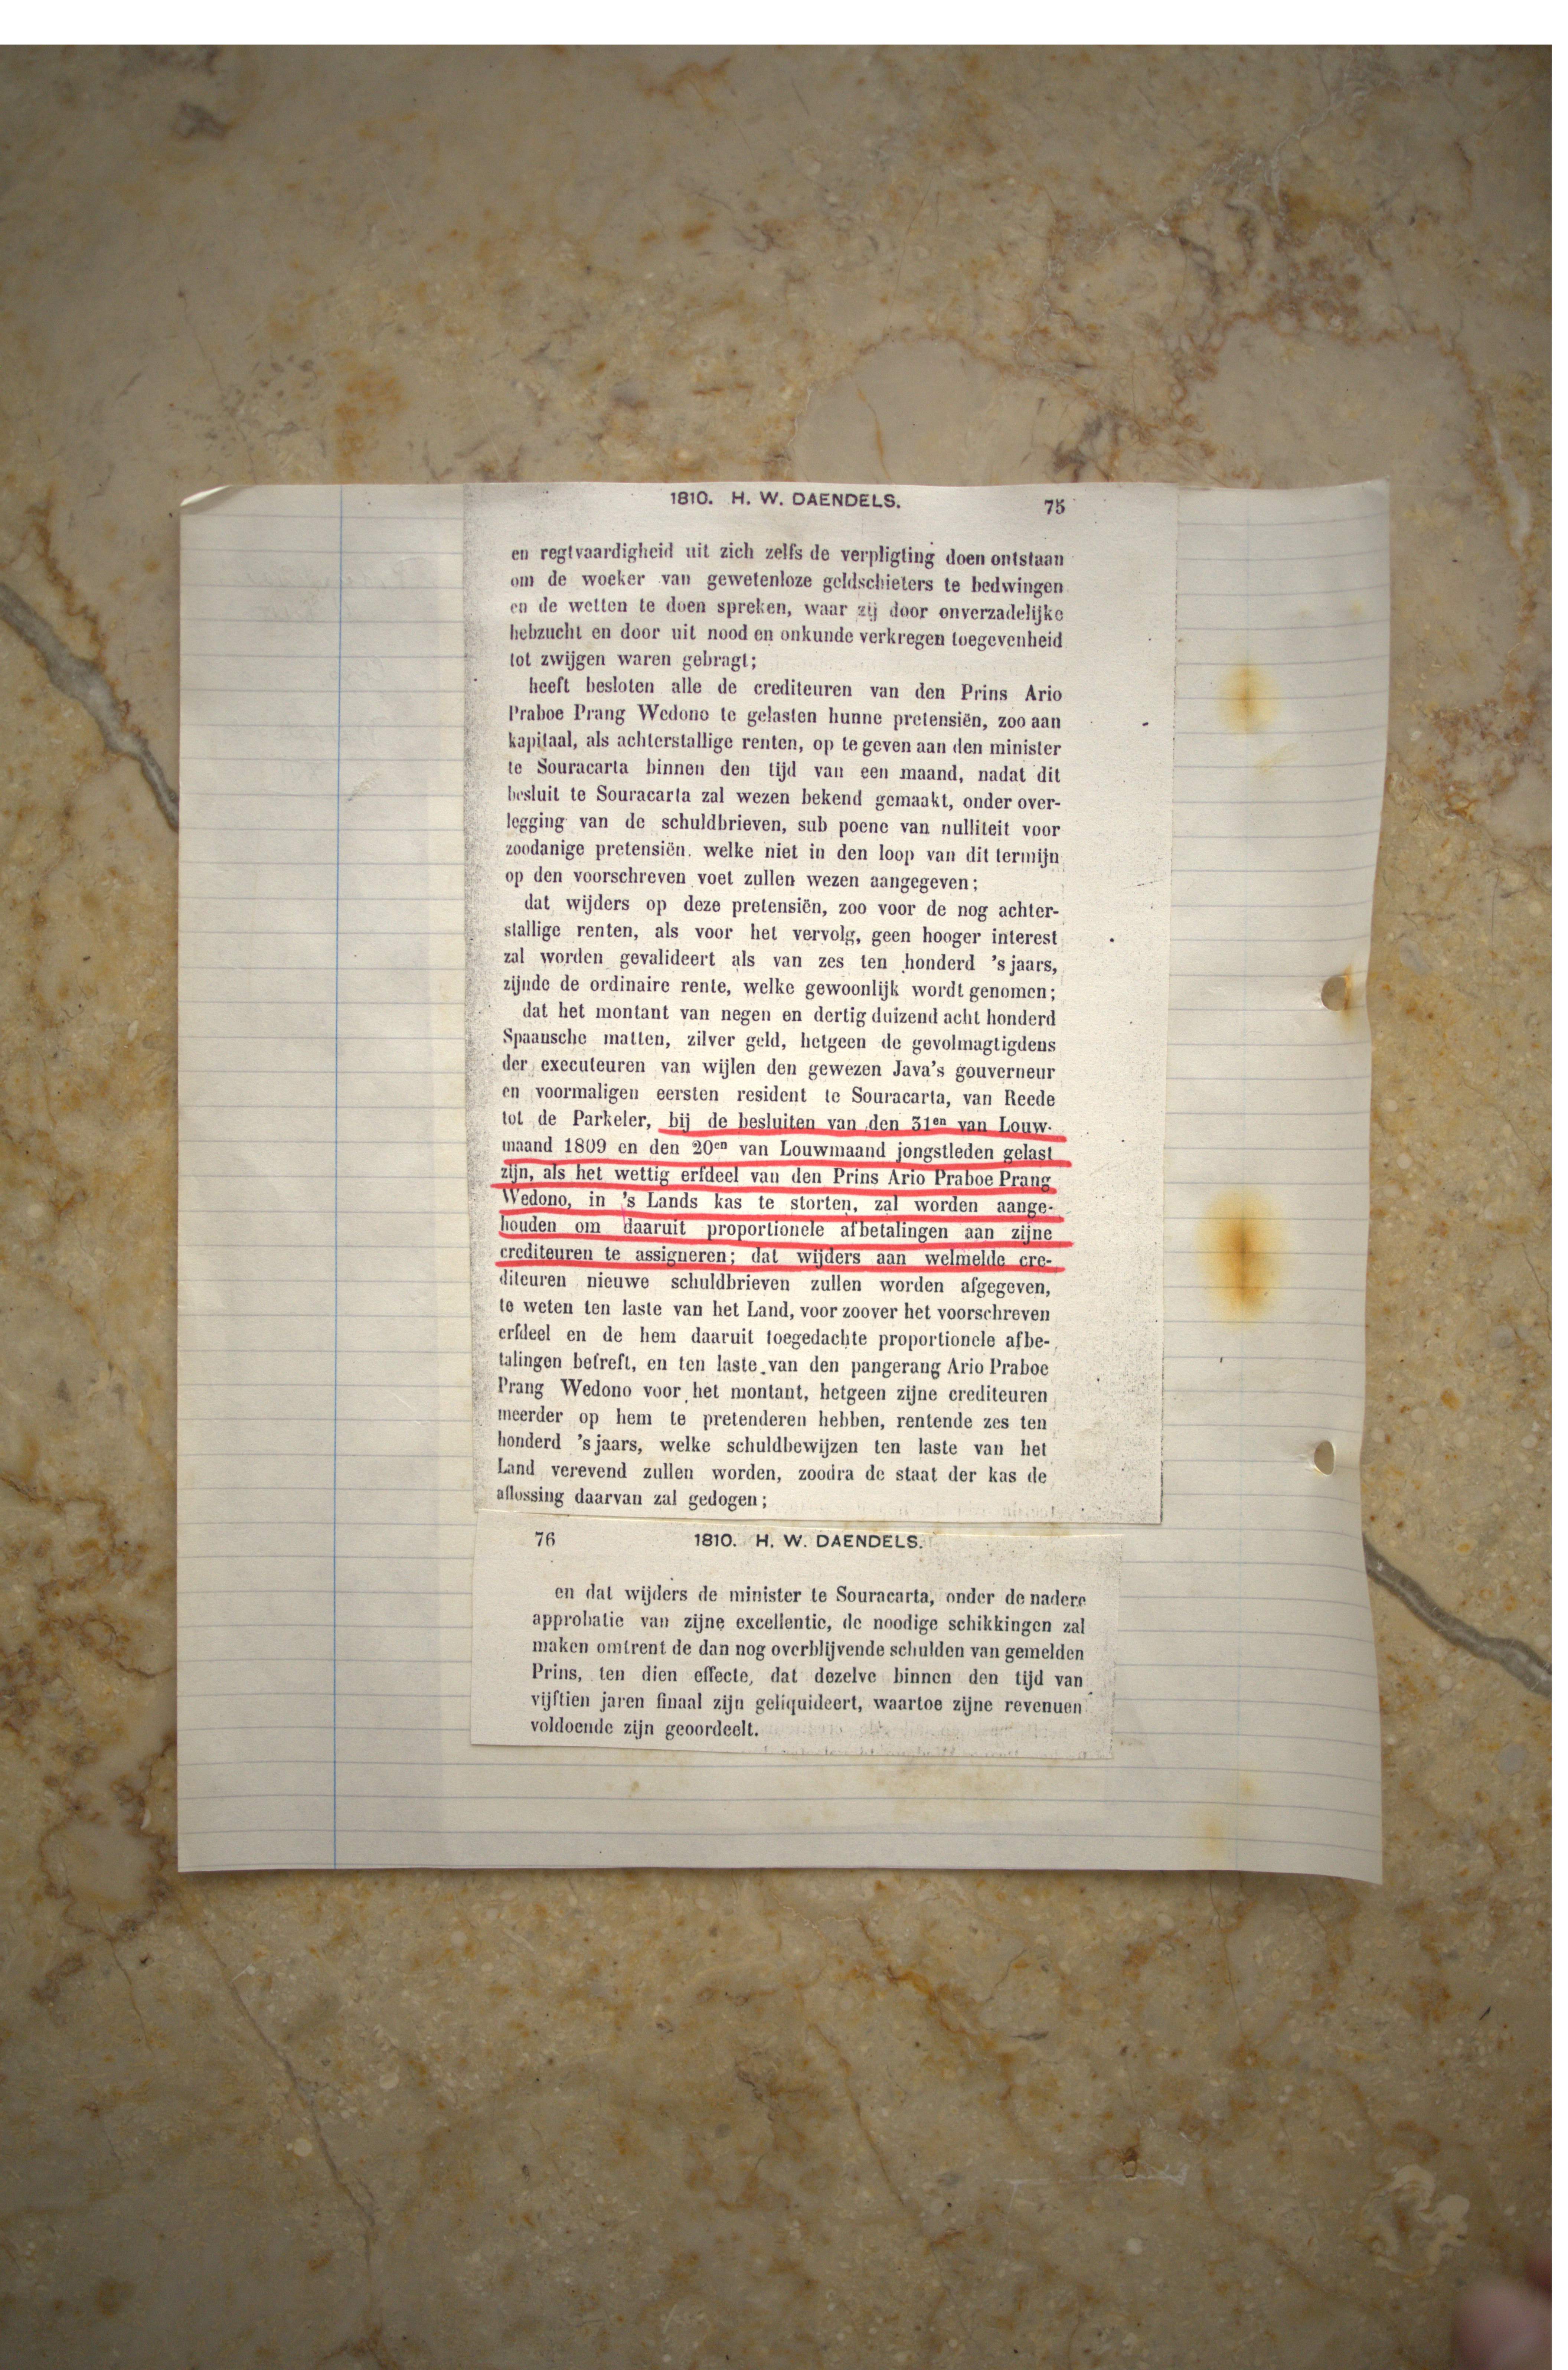 1810. H. W. DAENDELS. 75
en regtvaardigheid uit zich zelfs de verpligting doen ontstaan
om de woeker van gewetenloze geldschieters te bedwingen
en de wetten te doen spreken, waar zij door onverzadelijke
hebzucht en door uit nood en onkunde verkregen toegevenheid
tot zwijgen waren gebragt;
heeft besloten alle de crediteuren van den Prins Ario
Praboe Prang Wedono te gelasten hunne pretensiën, zoo aan
kapitaal, als achterstallige renten, op te geven aan den minister
te Souracarta binnen den tijd van een maand, nadat dit
besluit te Souracarta zal wezen bekend gemaakt, onder over-
legging van de schuldbrieven, sub poene van nulliteit voor
zoodanige pretensiën. welke niet in den loop van dit termijn
op den voorschreven voet zullen wezen aangegeven;
dat wijders op deze pretensiën, zoo voor de nog achter-
stallige renten, als voor het vervolg, geen hooger interest
zal worden gevalideert als van zes ten honderd 's jaars,
zijnde de ordinaire rente, welke gewoonlijk wordt genomen;
dat het montant van negen en dertig duizend acht honderd
Spaansche matten, zilver geld, hetgeen de gevolmagtigdens
der executeuren van wijlen den gewezen Java's gouverneur
en voormaligen eersten resident te Souracarta, van Reede
tot de Parkeler, bij de besluiten van den 31en van Louw-
maand 1809 en den 20en van Louwmaand jongstleden gelast
zijn, als het wettig erfdeel van den Prins Ario Praboe Prang
Wedono, in 's Lands kas te storten, zal worden aange-
houden om daaruit proportionele afbetalingen aan zijne
crediteuren te assigneren; dat wijders aan welmelde cre-
diteuren nieuwe schuldbrieven zullen worden afgegeven,
te weten ten laste van het Land, voor zoover het voorschreven
erfdeel en de hem daaruit toegedachte proportionele afbe-
talingen betreft, en ten laste van den pangerang Ario Praboe
Prang Wedono voor het montant, hetgeen zijne crediteuren
meerder op hem te pretenderen hebben, rentende zes ten
honderd 's jaars, welke schuldbewijzen ten laste van het
Land verevend zullen worden, zoodra de staat der kas de
aflossing daarvan zal gedogen;
76 1810. H. W. DAENDELS.
en dat wijders de minister te Souracarta, onder de nadere
approbatie van zijne excellentie, de noodige schikkingen zal
maken omtrent de dan nog overblijvende schulden van gemelden
Prins, ten dien effecte, dat dezelve binnen den tijd van
vijftien jaren finaal zijn geliquideert, waartoe zijne revenuen
voldoende zijn geoordeelt.